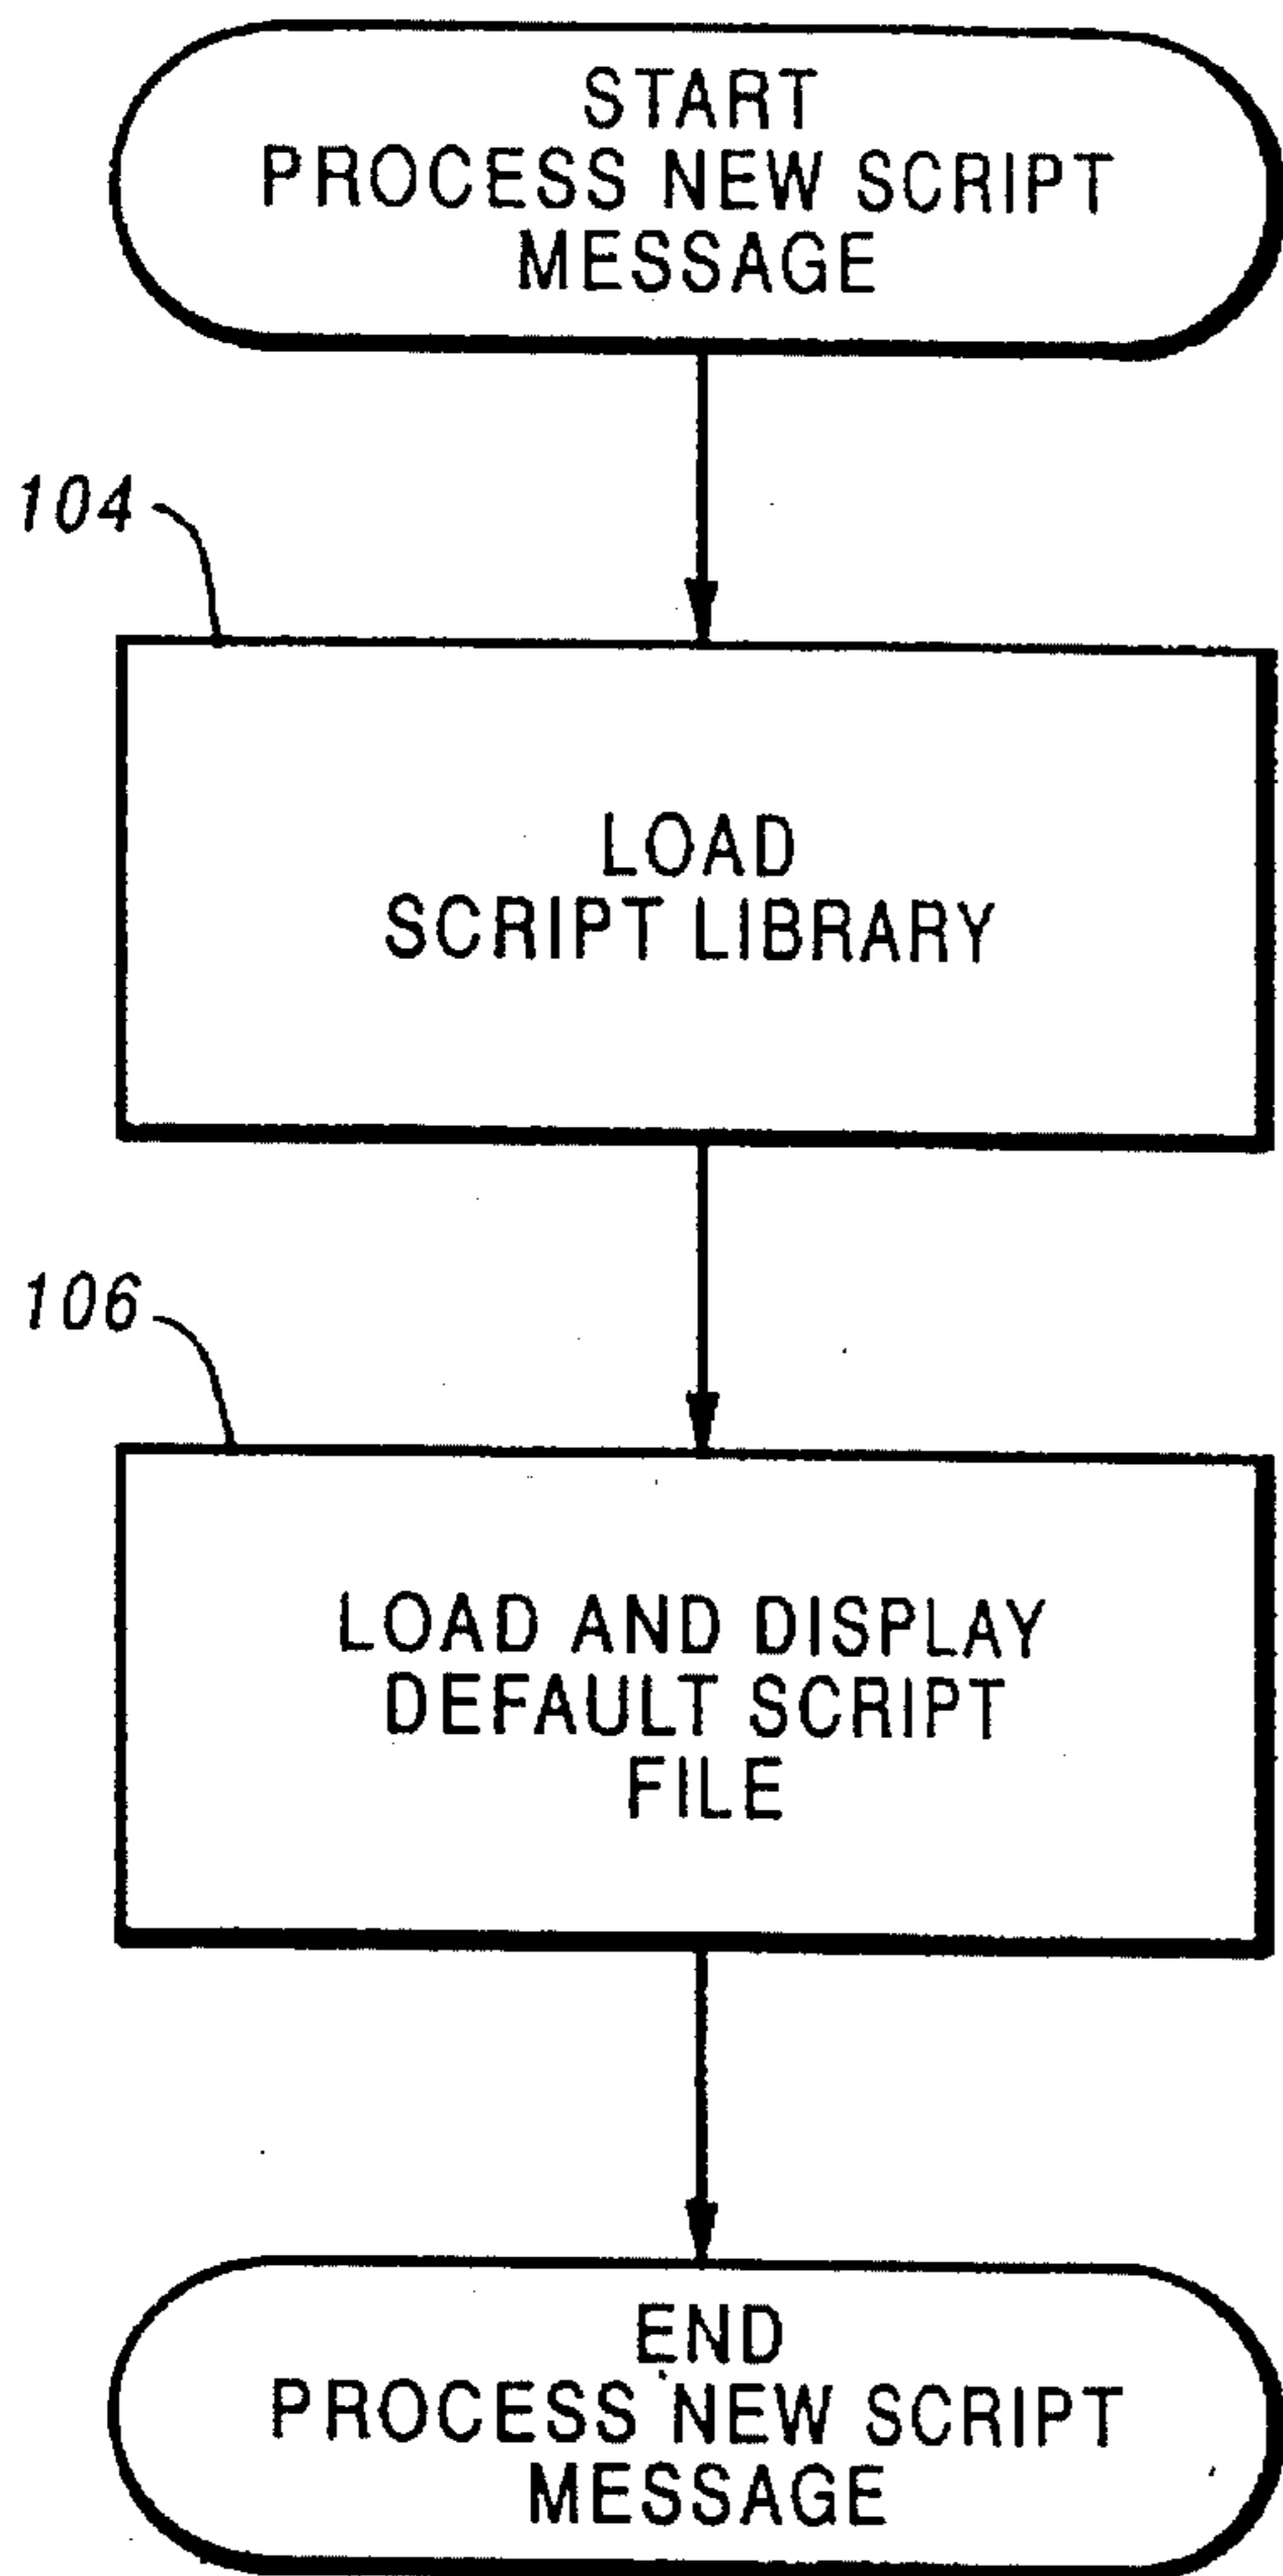 START
PROCESS NEW SCRIPT
MESSAGE
104
LOAD
SCRIPT LIBRARY
106
LOAD AND DISPLAY
DEFAULT SCRIPT
FILE
END
PROCESS NEW SCRIPT
MESSAGE